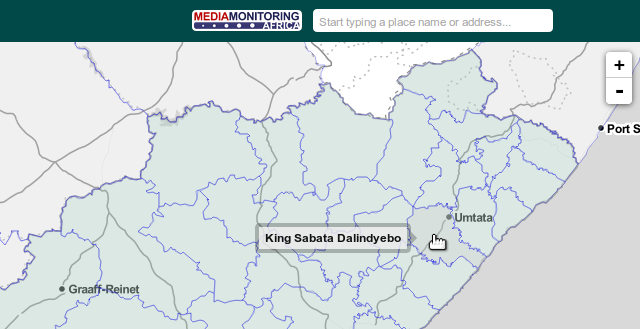 MEDIAMONITORING
AFRICA
Start typing a place name or address...
+
-
Port S
Umtata
King Sabata Dalindyebo
Graaff-Reinet